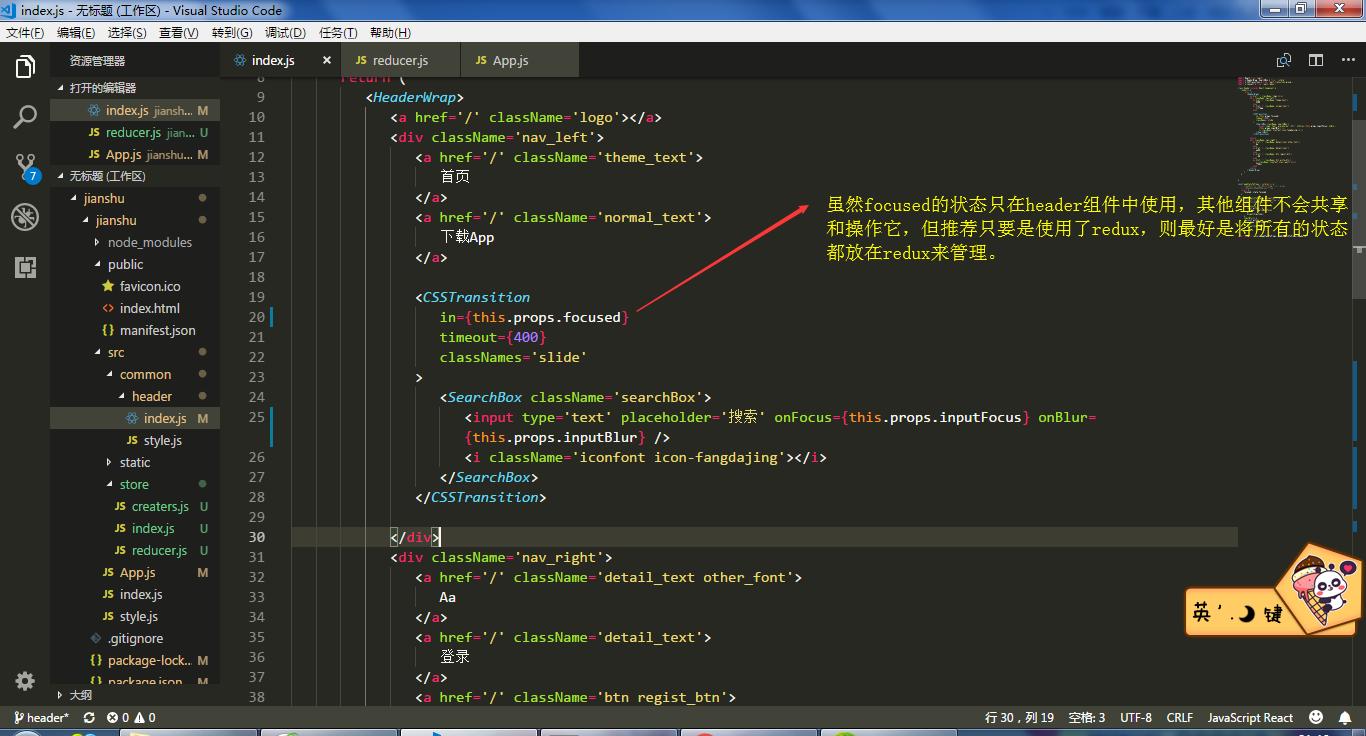 index.js - 无标题 (工作区) - Visual Studio Code
文件(F) 编辑(E) 选择(S) 查看(V) 转到(G) 调试(D) 任务(T) 帮助(H)
资源管理器
打开的编辑器
index.js jiansh... M
JS reducer.js jian... U
JS App.js jianshu... M
无标题 (工作区)
jianshu
jianshu
node_modules
public
favicon.ico
<> index.html
{} manifest.json
src
common
header
index.js M
JS style.js
static
store
JS creaters.js U
JS index.js U
JS reducer.js U
JS App.js M
JS index.js
JS style.js
.gitignore
{} package-lock... M
{} package.json M
大纲
7
index.js ×
JS reducer.js
JS App.js
8 return (
9 <HeaderWrap>
10 <a href='/' className='logo'></a>
11 <div className='nav_left'>
12 <a href='/' className='theme_text'>
13 首页
14 </a>
15 <a href='/' className='normal_text'>
16 下载App
17 </a>
18
19 <CSSTransition
20 in={this.props.focused}
21 timeout={400}
22 classNames='slide'
23 >
24 <SearchBox className='searchBox'>
25 <input type='text' placeholder='搜索' onFocus={this.props.inputFocus} onBlur=
{this.props.inputBlur} />
26 <i className='iconfont icon-fangdajing'></i>
27 </SearchBox>
28 </CSSTransition>
29
30 </div>
31 <div className='nav_right'>
32 <a href='/' className='detail_text other_font'>
33 Aa
34 </a>
35 <a href='/' className='detail_text'>
36 登录
37 </a>
38 <a href='/' className='btn regist_btn'>
虽然focused的状态只在header组件中使用，其他组件不会共享
和操作它，但推荐只要是使用了redux，则最好是将所有的状态
都放在redux来管理。
英 ' . 键
header* 0 0
行 30，列 19 空格: 3 UTF-8 CRLF JavaScript React